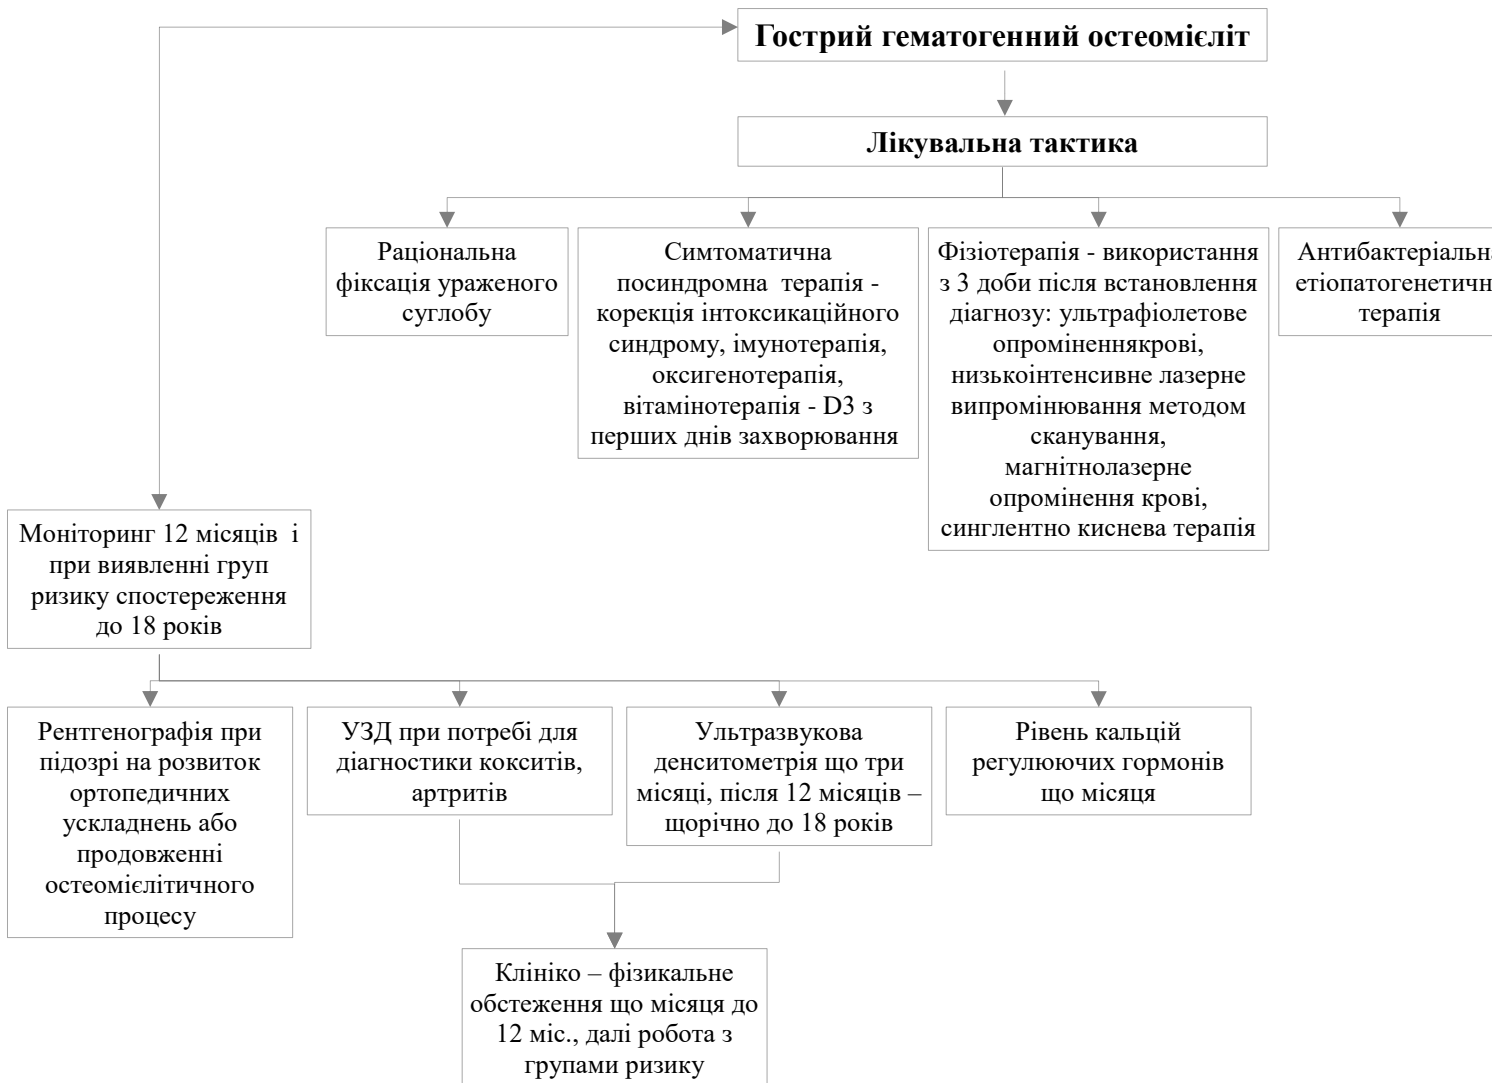 Гострий гематогенний остеомієліт
Лікувальна тактика
Раціональна
фіксація ураженого
суглобу
Симтоматична
посиндромна терапія -
корекція інтоксикаційного
синдрому, імунотерапія,
оксигенотерапія,
вітамінотерапія - D3 з
перших днів захворювання
Фізіотерапія - використання
з 3 доби після встановлення
діагнозу: ультрафіолетове
опроміненнякрові,
низькоінтенсивне лазерне
випромінювання методом
сканування,
магнітнолазерне
опромінення крові,
синглентно киснева терапія
Антибактеріальна
етіопатогенетичн
терапія
Моніторинг 12 місяців і
при виявленні груп
ризику спостереження
до 18 років
Рентгенографія при
підозрі на розвиток
ортопедичних
ускладнень або
продовженні
остеомієлітичного
процесу
УЗД при потребі для
діагностики кокситів,
артритів
Ультразвукова
денситометрія що три
місяці, після 12 місяців –
щорічно до 18 років
Рівень кальцій
регулюючих гормонів
що місяця
Клініко – фізикальне
обстеження що місяця до
12 міс., далі робота з
групами ризику